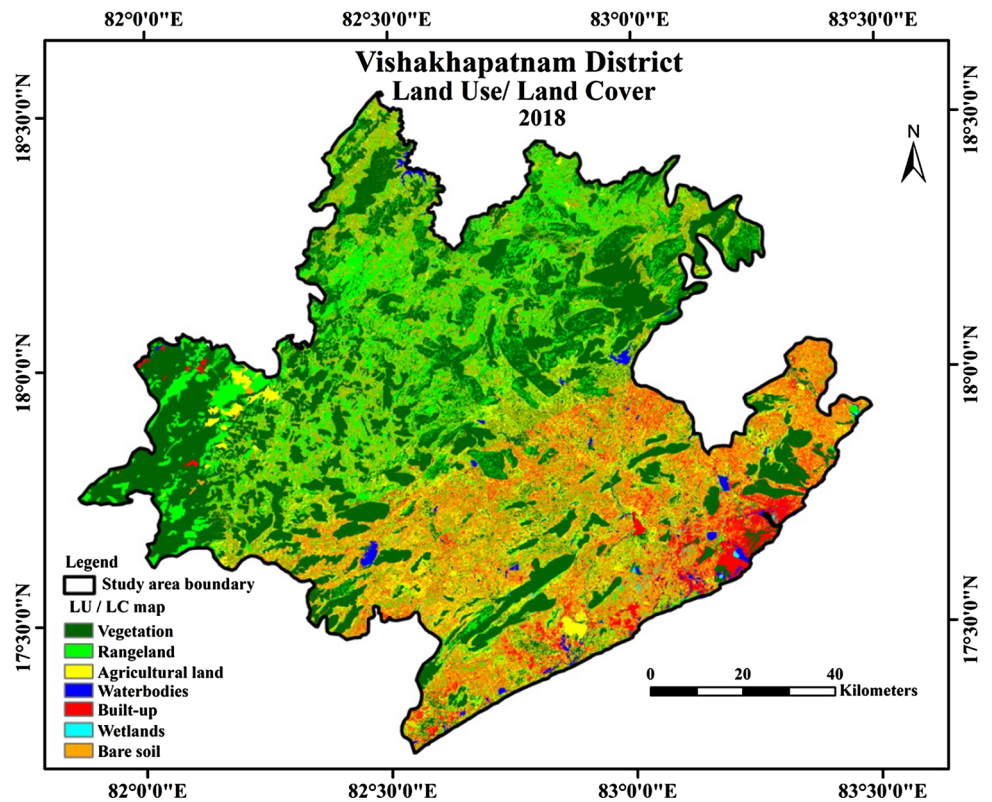 82°0'0"E 82°30'0"E 83°0'0"E 83°30'0"E
Vishakhapatnam District
Land Use/ Land Cover
2018
18°30'0"N
18°30'0"N
N
18°0'0"N
18°0'0"N
Legend
Study area boundary
LU / LC map
Vegetation
Rangeland
Agricultural land
Waterbodies
Built-up
Wetlands
Bare soil
17°30'0"N
17°30'0"N
0 20 40
Kilometers
82°0'0"E 82°30'0"E 83°0'0"E 83°30'0"E